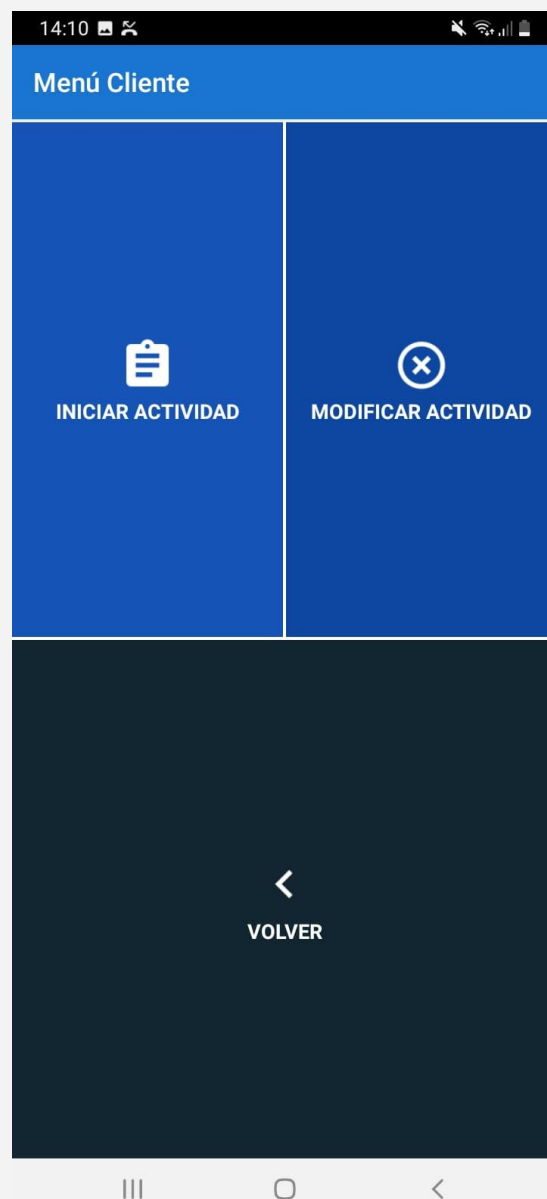 14:10
Menú Cliente
INICIAR ACTIVIDAD
MODIFICAR ACTIVIDAD
VOLVER